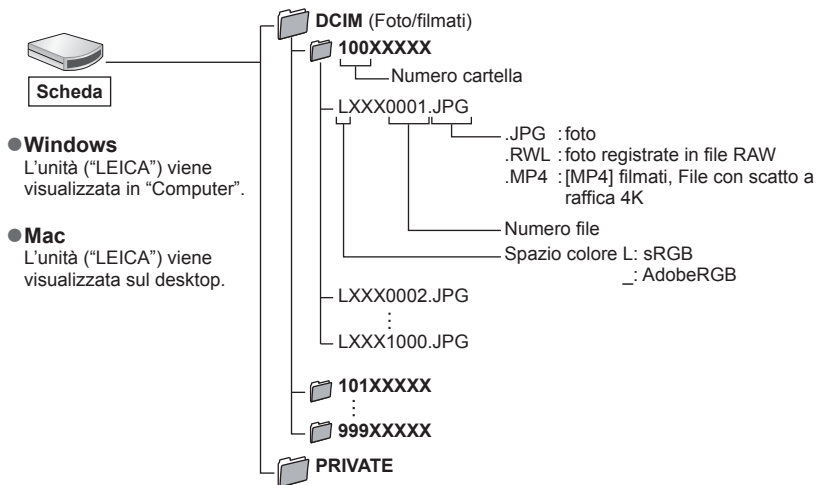 DCIM (Foto/filmati)
100XXXXX
Numero cartella
Scheda
LXXX0001.JPG
.JPG : foto
.RWL : foto registrate in file RAW
.MP4 : [MP4] filmati, File con scatto a
raffica 4K
Numero file
Spazio colore L: sRGB
_: AdobeRGB
LXXX0002.JPG
LXXX1000.JPG
101XXXXX
999XXXXX
PRIVATE
●Windows
L'unità ("LEICA") viene
visualizzata in "Computer".
●Mac
L'unità ("LEICA") viene
visualizzata sul desktop.